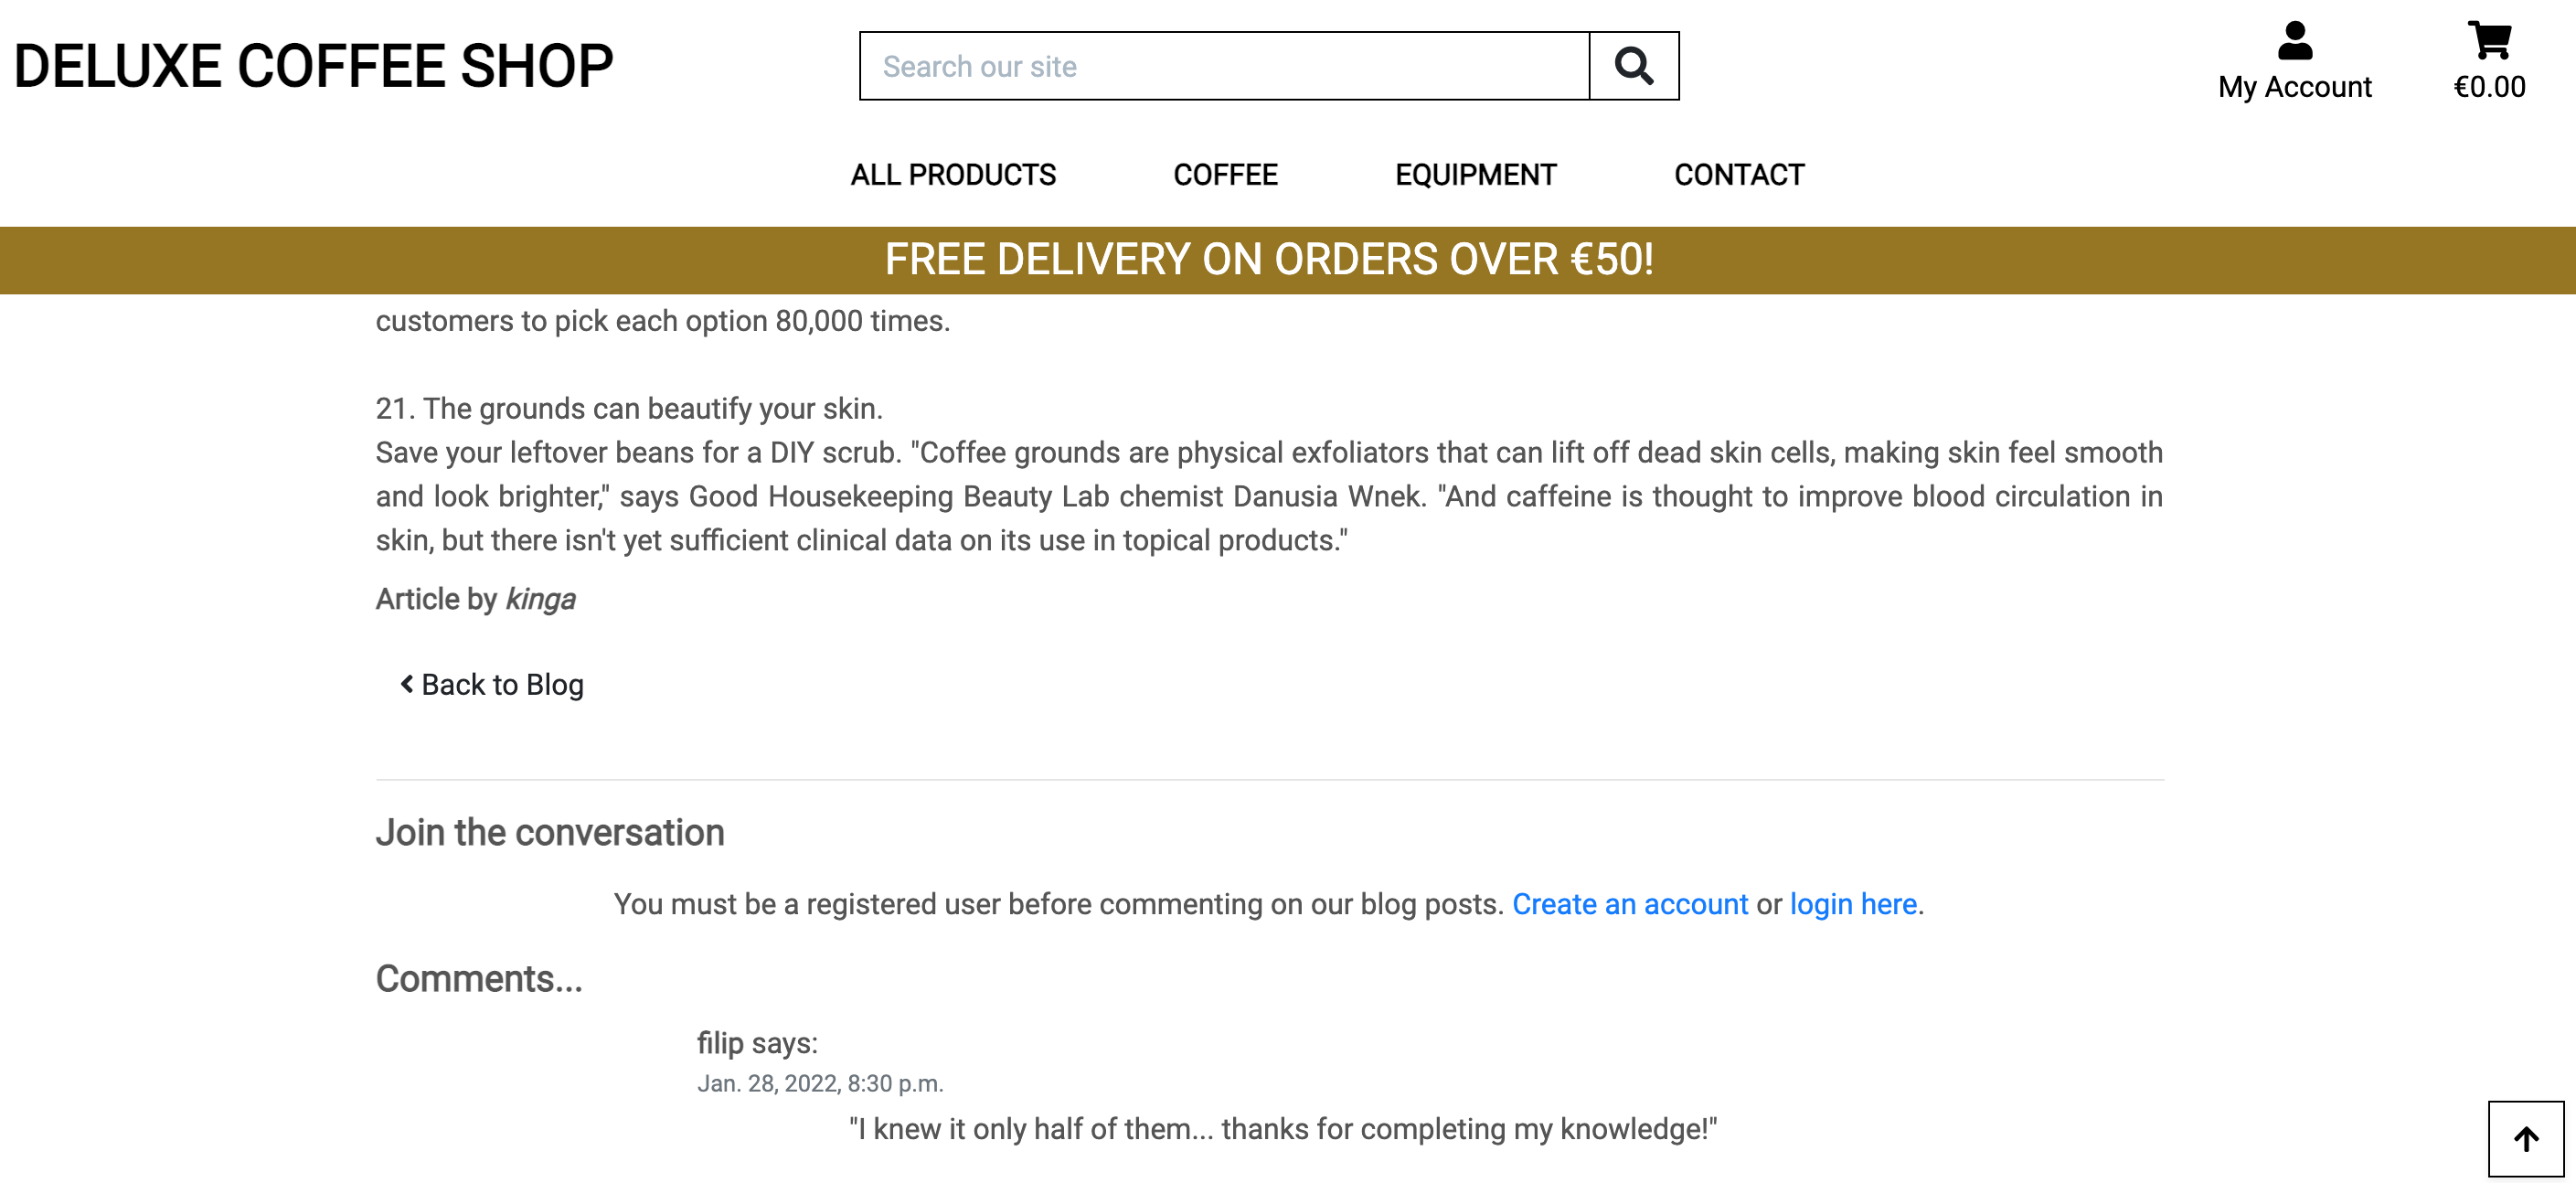 DELUXE COFFEE SHOP
Search our site
My Account
€0.00
ALL PRODUCTS
COFFEE
EQUIPMENT
CONTACT
FREE DELIVERY ON ORDERS OVER €50!
customers to pick each option 80,000 times.
21. The grounds can beautify your skin.
Save your leftover beans for a DIY scrub. "Coffee grounds are physical exfoliators that can lift off dead skin cells, making skin feel smooth
and look brighter," says Good Housekeeping Beauty Lab chemist Danusia Wnek. "And caffeine is thought to improve blood circulation in
skin, but there isn't yet sufficient clinical data on its use in topical products."
Article by kinga
Back to Blog
Join the conversation
You must be a registered user before commenting on our blog posts. Create an account or login here.
Comments...
filip says:
Jan. 28, 2022, 8:30 p.m.
"I knew it only half of them... thanks for completing my knowledge!"